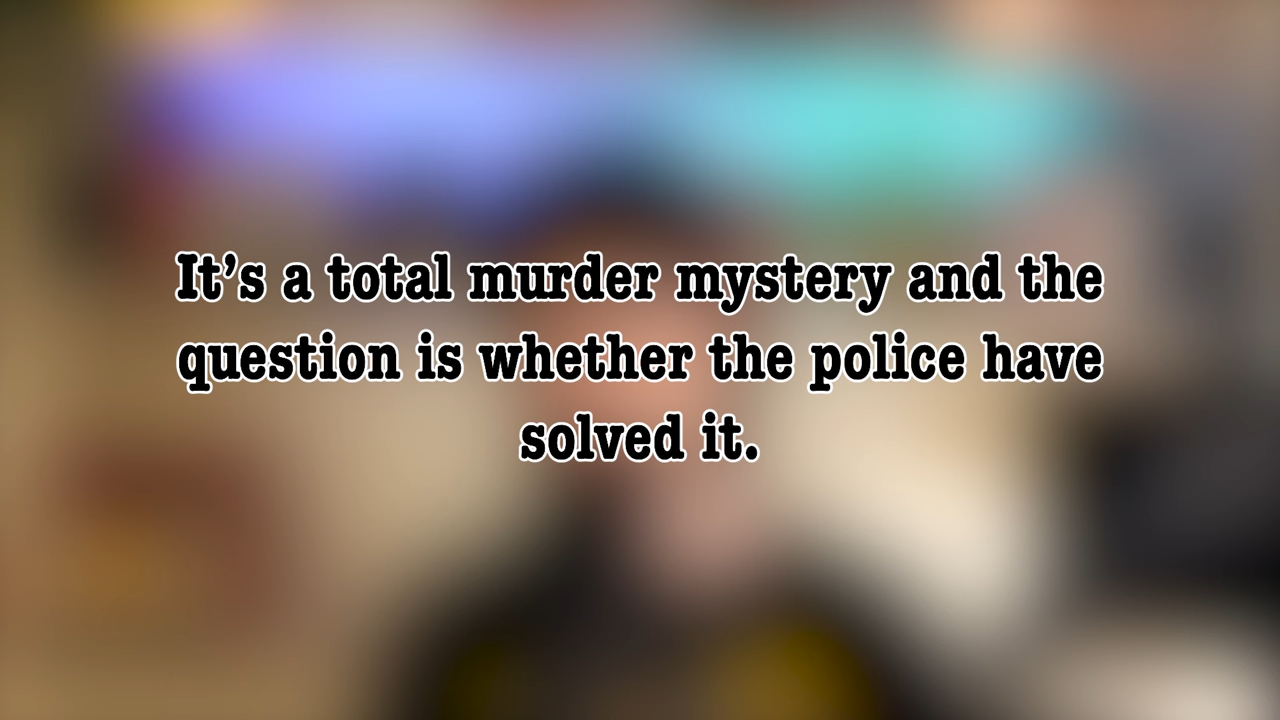 It’s a total murder mystery and the
question is whether the police have
solved it.